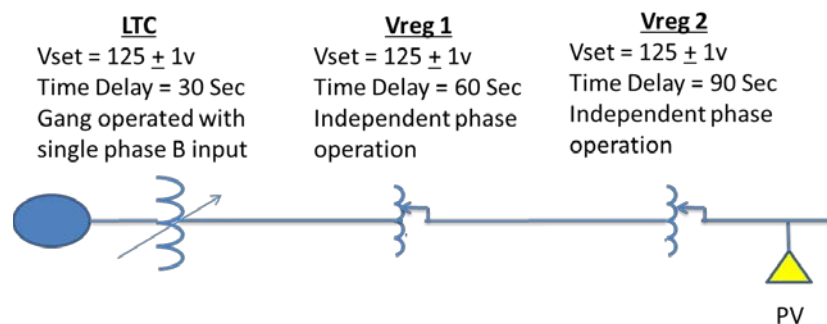 LTC
Vset = 125 ± 1v
Time Delay = 30 Sec
Gang operated with
single phase B input
Vreg 1
Vset = 125 ± 1v
Time Delay = 60 Sec
Independent phase
operation
Vreg 2
Vset = 125 ± 1v
Time Delay = 90 Sec
Independent phase
operation
PV